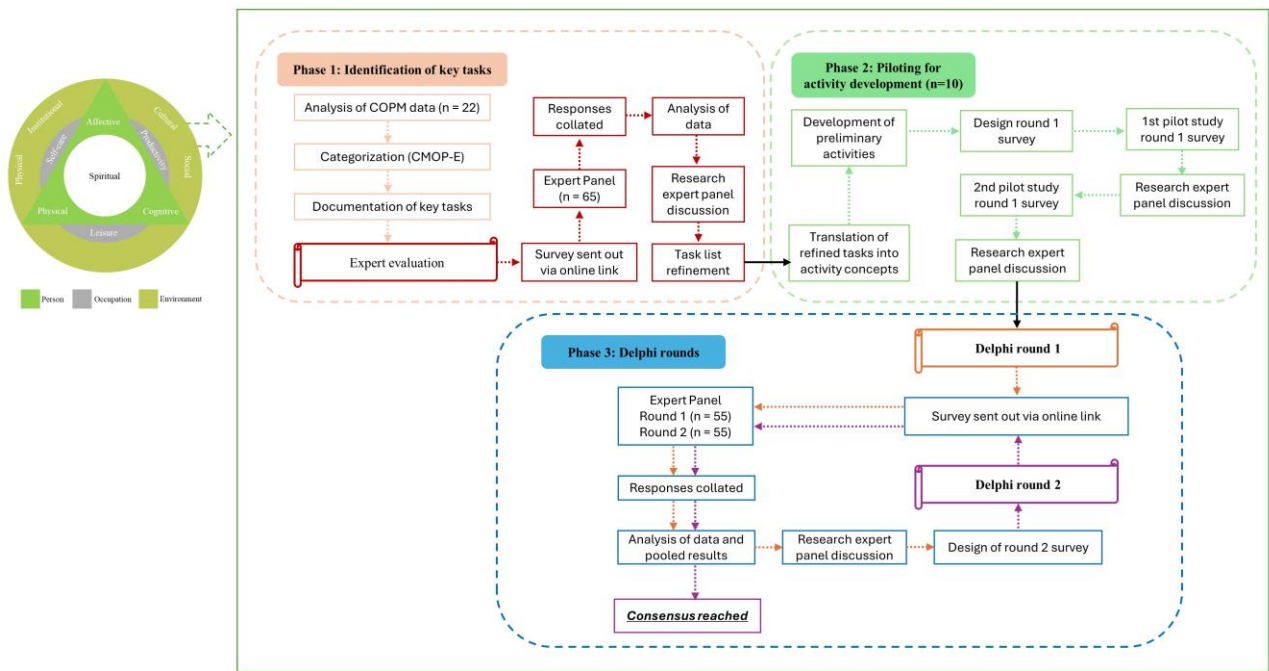 Institutional
Cultural
Physical
Social
Affective
Self-care
Productivity
Spiritual
Physical
Cognitive
Leisure
Person
Occupation
Environment
Phase 1: Identification of key tasks
Analysis of COPM data (n = 22)
Categorization (CMOP-E)
Documentation of key tasks
Expert evaluation
Survey sent out
via online link
Expert Panel
(n = 65)
Responses
collated
Analysis of
data
Research
expert panel
discussion
Task list
refinement
Phase 2: Piloting for
activity development (n=10)
Translation of
refined tasks into
activity concepts
Development of
preliminary
activities
Design round 1
survey
1st pilot study
round 1 survey
Research expert
panel discussion
2nd pilot study
round 1 survey
Research expert
panel discussion
Phase 3: Delphi rounds
Delphi round 1
Survey sent out via online link
Expert Panel
Round 1 (n = 55)
Round 2 (n = 55)
Responses collated
Analysis of data and
pooled results
Research expert
panel discussion
Design of round 2 survey
Delphi round 2
Consensus reached